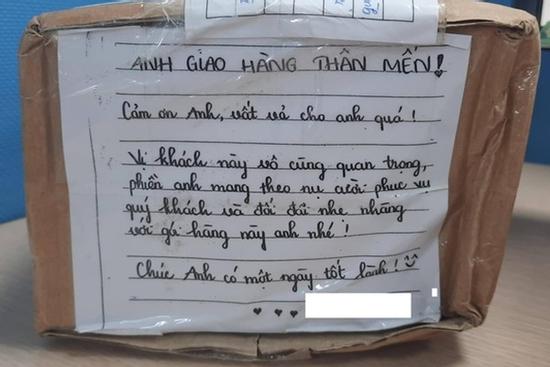 ANH GIAO HÀNG THÂN MẾN!
Cảm ơn Anh, vất vả cho anh quá!
Vị khách này vô cùng quan trọng,
phiền anh mang theo nụ cười phục vụ
quý khách và đối đãi nhẹ nhàng
với gói hàng này anh nhé!
Chúc Anh có một ngày tốt lành!